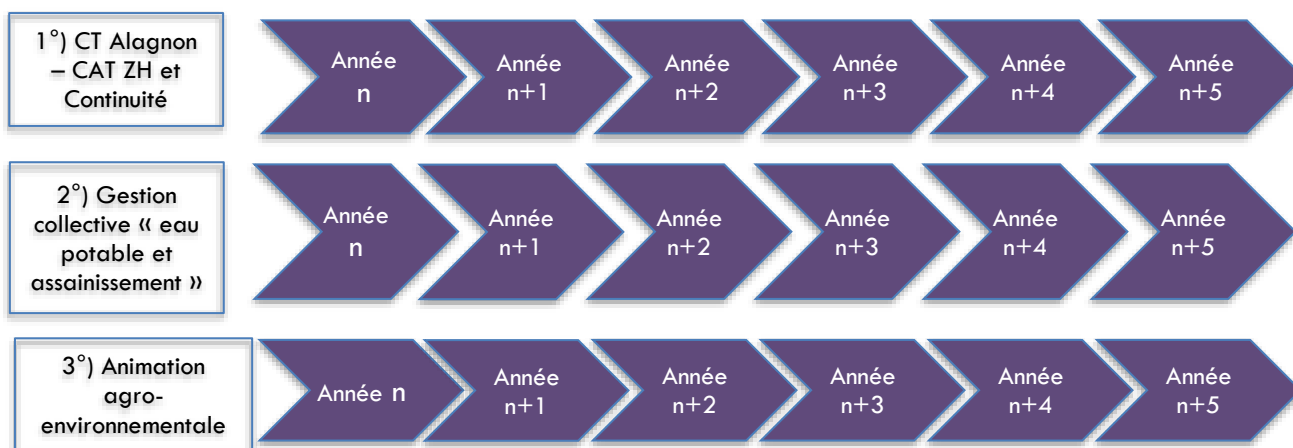 1°) CT Alagnon
– CAT ZH et
Continuité
Année
n
Année
n+1
Année
n+2
Année
n+3
Année
n+4
Année
n+5
2°) Gestion
collective « eau
potable et
assainissement »
Année
n
Année
n+1
Année
n+2
Année
n+3
Année
n+4
Année
n+5
3°) Animation
agro-
environnementale
Année n
Année
n+1
Année
n+2
Année
n+3
Année
n+4
Année
n+5